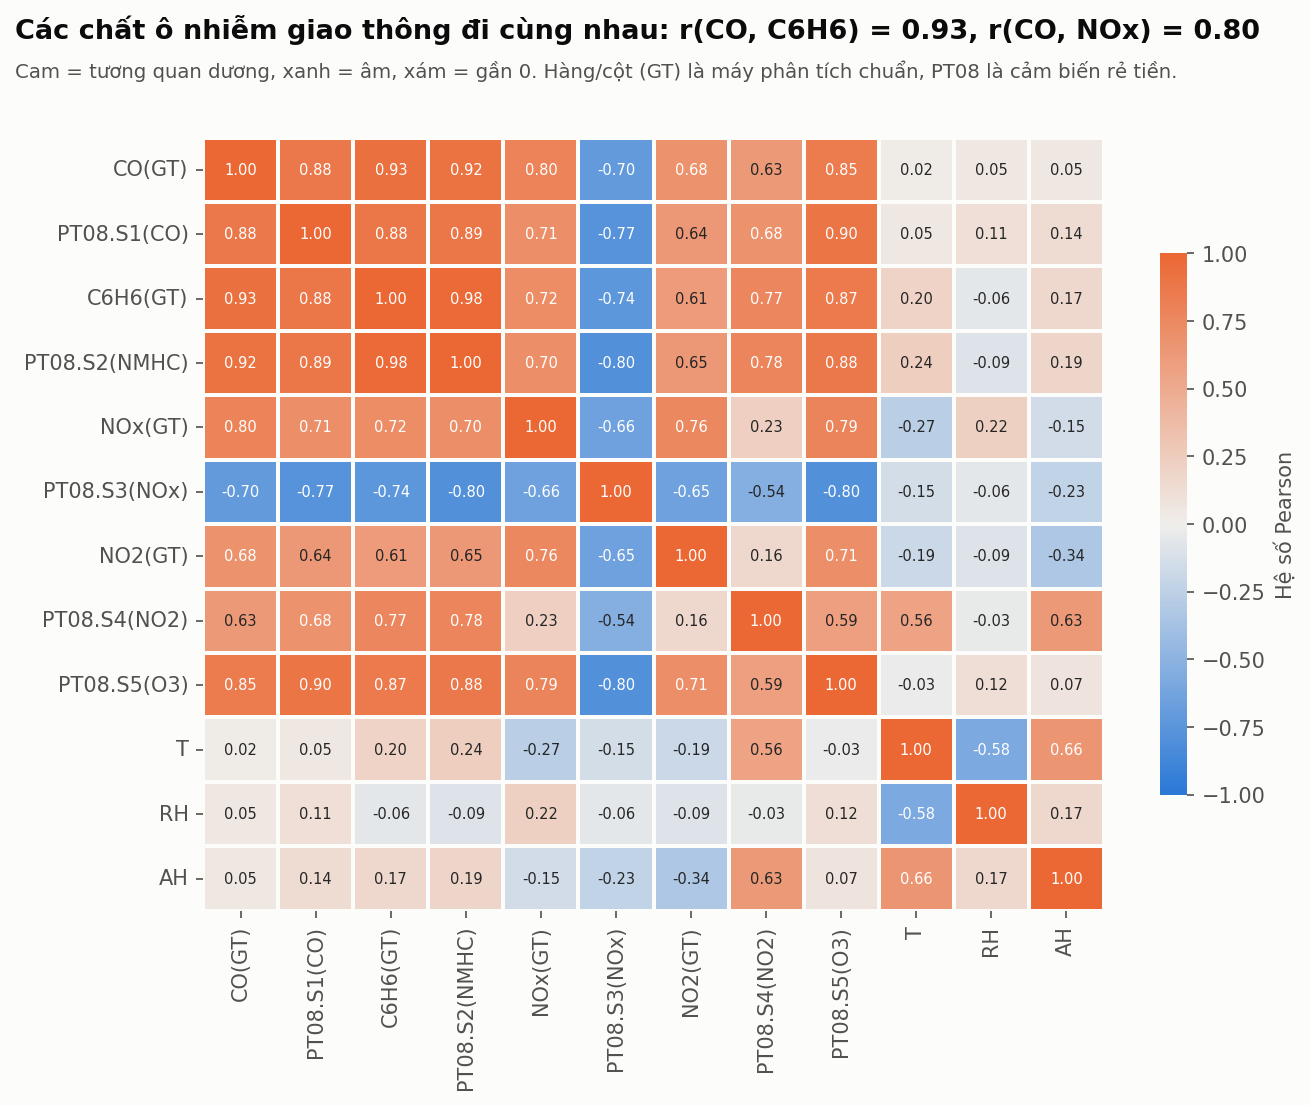 Các chất ô nhiễm giao thông đi cùng nhau: r(CO, C6H6) = 0.93, r(CO, NOx) = 0.80
Cam = tương quan dương, xanh = âm, xám = gần 0. Hàng/cột (GT) là máy phân tích chuẩn, PT08 là cảm biến rẻ tiền.
CO(GT) 1.00 0.88 0.93 0.92 0.80 -0.70 0.68 0.63 0.85 0.02 0.05 0.05
PT08.S1(CO) 0.88 1.00 0.88 0.89 0.71 -0.77 0.64 0.68 0.90 0.05 0.11 0.14
C6H6(GT) 0.93 0.88 1.00 0.98 0.72 -0.74 0.61 0.77 0.87 0.20 -0.06 0.17
PT08.S2(NMHC) 0.92 0.89 0.98 1.00 0.70 -0.80 0.65 0.78 0.88 0.24 -0.09 0.19
NOx(GT) 0.80 0.71 0.72 0.70 1.00 -0.66 0.76 0.23 0.79 -0.27 0.22 -0.15
PT08.S3(NOx) -0.70 -0.77 -0.74 -0.80 -0.66 1.00 -0.65 -0.54 -0.80 -0.15 -0.06 -0.23
NO2(GT) 0.68 0.64 0.61 0.65 0.76 -0.65 1.00 0.16 0.71 -0.19 -0.09 -0.34
PT08.S4(NO2) 0.63 0.68 0.77 0.78 0.23 -0.54 0.16 1.00 0.59 0.56 -0.03 0.63
PT08.S5(O3) 0.85 0.90 0.87 0.88 0.79 -0.80 0.71 0.59 1.00 -0.03 0.12 0.07
T 0.02 0.05 0.20 0.24 -0.27 -0.15 -0.19 0.56 -0.03 1.00 -0.58 0.66
RH 0.05 0.11 -0.06 -0.09 0.22 -0.06 -0.09 -0.03 0.12 -0.58 1.00 0.17
AH 0.05 0.14 0.17 0.19 -0.15 -0.23 -0.34 0.63 0.07 0.66 0.17 1.00
CO(GT)
PT08.S1(CO)
C6H6(GT)
PT08.S2(NMHC)
NOx(GT)
PT08.S3(NOx)
NO2(GT)
PT08.S4(NO2)
PT08.S5(O3)
T
RH
AH
1.00
0.75
0.50
0.25
0.00
−0.25
−0.50
−0.75
−1.00
Hệ số Pearson